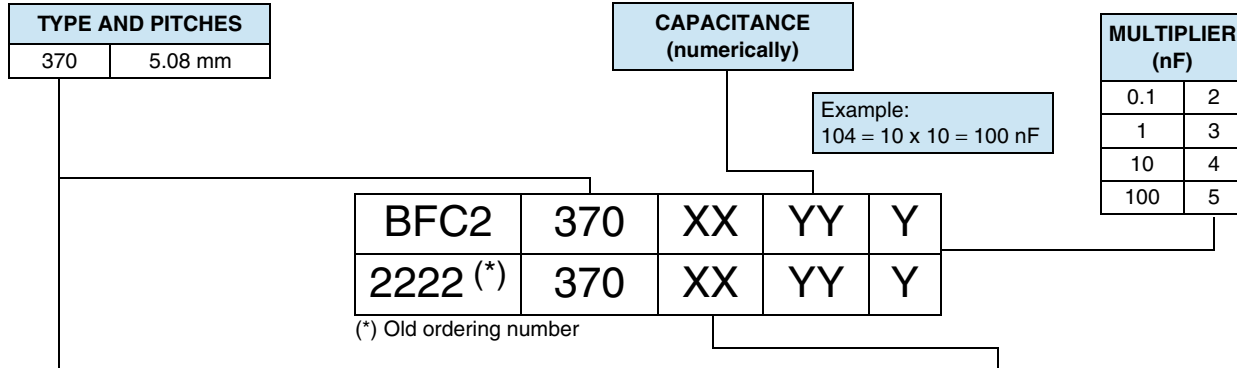 TYPE AND PITCHES
370 5.08 mm
CAPACITANCE
(numerically)
MULTIPLIER
(nF)
0.1 2
1 3
10 4
100 5
Example:
104 = 10 x 10 = 100 nF
BFC2 370 XX YY Y
2222 (*) 370 XX YY Y
(*) Old ordering number